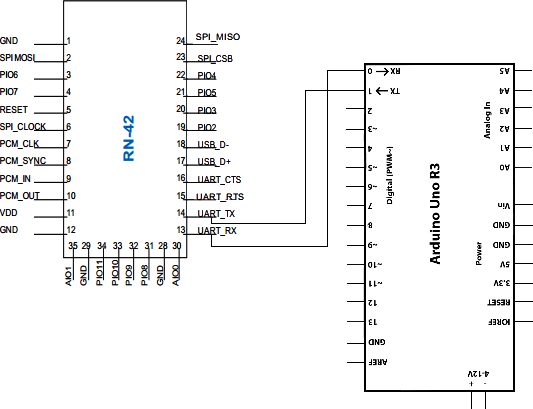 GND 1
SPIMOSI 2
PIO6 3
PIO7 4
RESET 5
SPI_CLOCK 6
PCM_CLK 7
PCM_SYNC 8
PCM_IN 9
PCM_OUT 10
VDD 11
GND 12
RN-42
24 SPI_MISO
23 SPI_CSB
22 PIO4
21 PIO5
20 PIO3
19 PIO2
18 USB_D-
17 USB_D+
16 UART_CTS
15 UART_RTS
14 UART_TX
13 UART_RX
35 29 34 33 32 31 28 30
AIO1
GND
PIO11
PIO10
PIO9
PIO8
GND
AIO0
0 RX
1 TX
2
~3
4
~5
~6
7
8
~9
~10
~11
12
13
GND
AREF
Digital (PWM~)
Arduino Uno R3
Analog In
Power
A5
A4
A3
A2
A1
A0
Vin
GND
GND
5V
3.3V
RESET
IOREF
4-12V
+ -